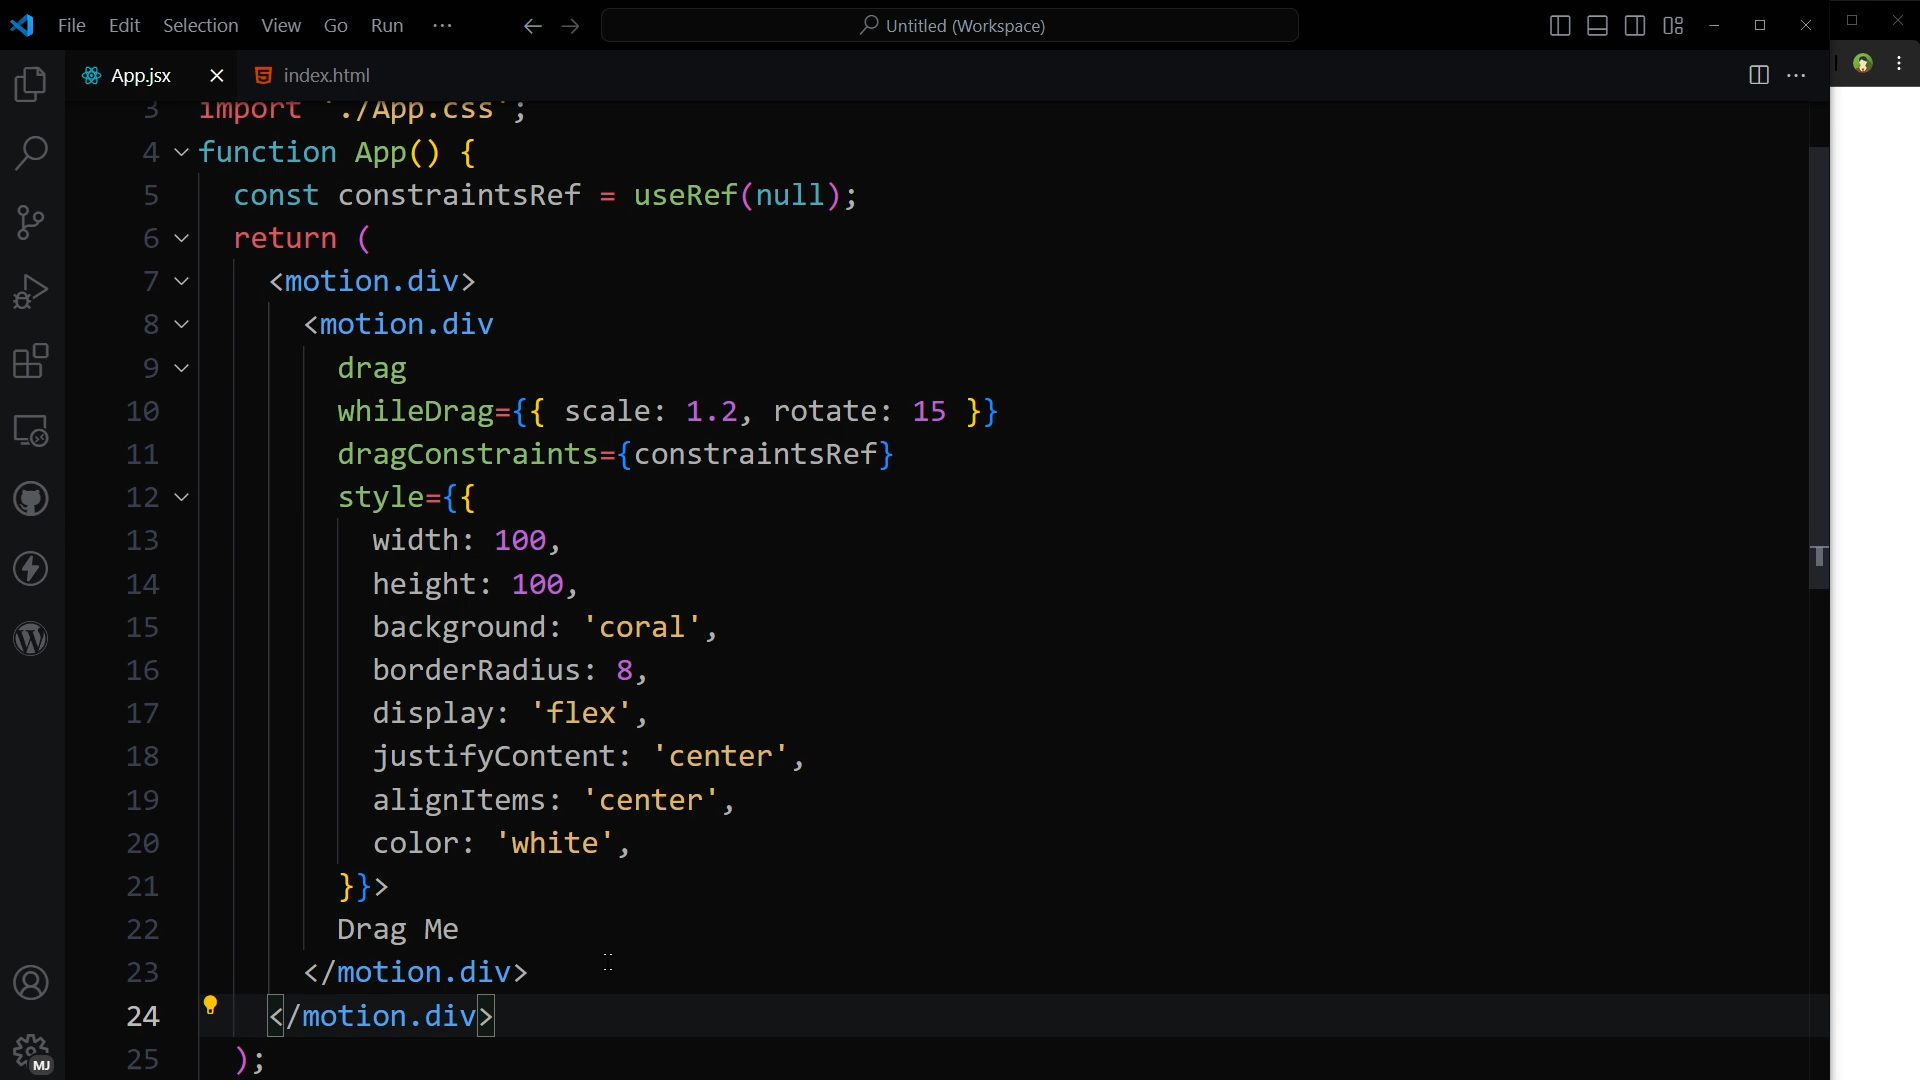 File Edit Selection View Go Run ··· Untitled (Workspace)
App.jsx index.html
3 import './App.css';
4 function App() {
5 const constraintsRef = useRef(null);
6 return (
7 <motion.div>
8 <motion.div
9 drag
10 whileDrag={{ scale: 1.2, rotate: 15 }}
11 dragConstraints={constraintsRef}
12 style={{
13 width: 100,
14 height: 100,
15 background: 'coral',
16 borderRadius: 8,
17 display: 'flex',
18 justifyContent: 'center',
19 alignItems: 'center',
20 color: 'white',
21 }}>
22 Drag Me
23 </motion.div>
24 </motion.div>
25 );
MJ